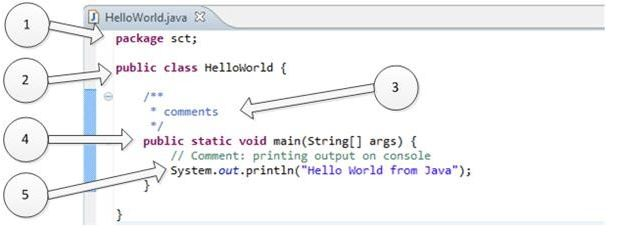 HelloWorld.java
1
package sct;
2
public class HelloWorld {
3
/**
* comments
*/
4
public static void main(String[] args) {
// Comment: printing output on console
5
System.out.println("Hello World from Java");
}
}